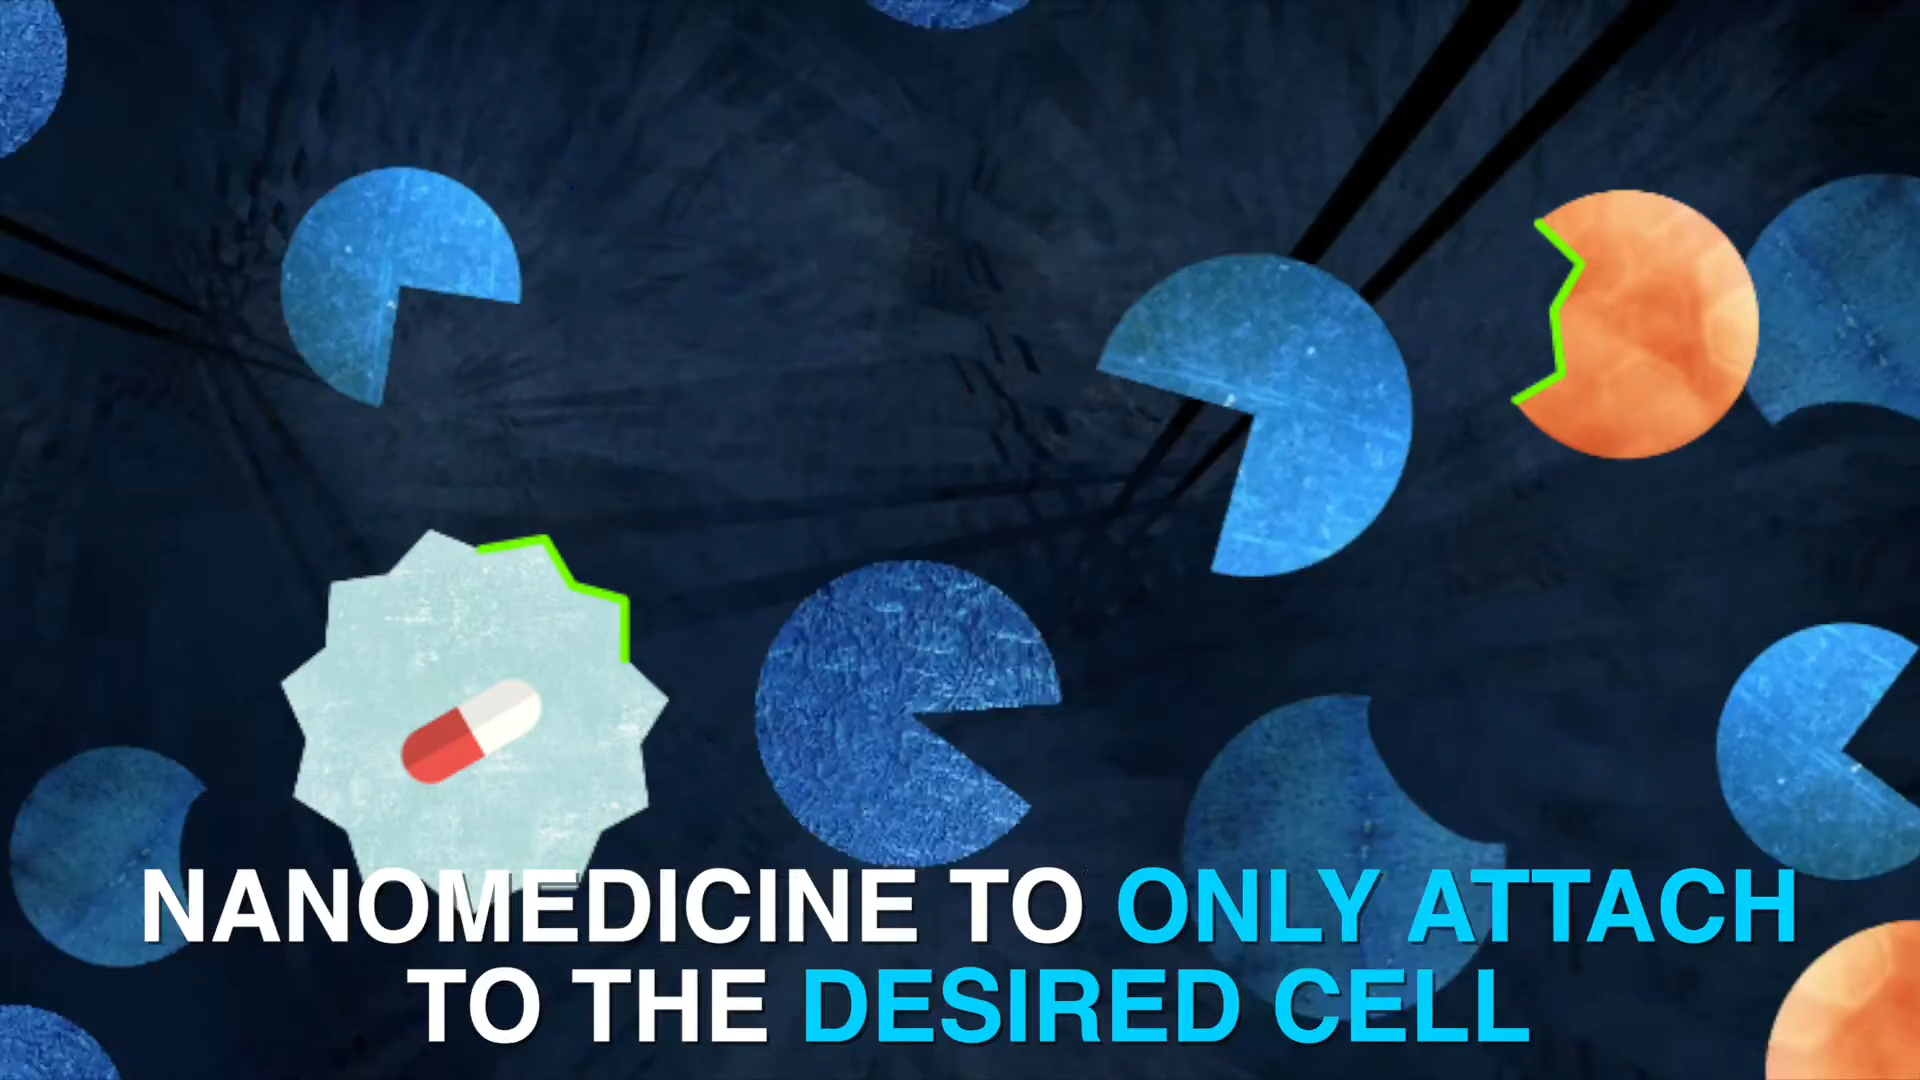 NANOMEDICINE TO ONLY ATTACH
TO THE DESIRED CELL